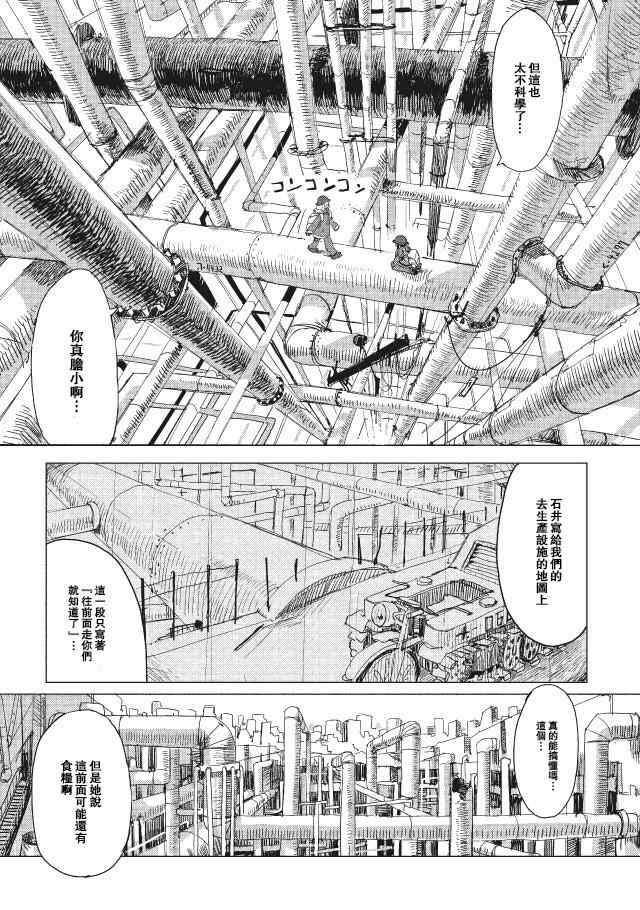 但這也
太不科學了…
コンコンコン
你真膽小啊…
石井寫給我們的
去生產設施的地圖上
這一段只寫著
『往前面走你們
就知道了』…
真的能搞懂嗎…
這個…
但是她說
這前面可能還有
食糧啊